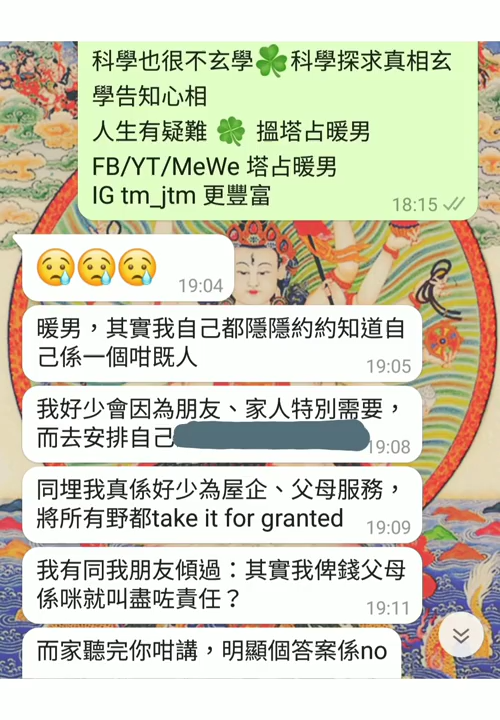 科學也很不玄學🍀科學探求真相玄
學告知心相
人生有疑難 🍀 搵塔占暖男
FB/YT/MeWe 塔占暖男
IG tm_jtm 更豐富
18:15
😢😢😢
19:04
暖男，其實我自己都隱隱約約知道自
己係一個咁既人
19:05
我好少會因為朋友、家人特別需要，
而去安排自己
19:08
同埋我真係好少為屋企、父母服務，
將所有野都take it for granted
19:09
我有同我朋友傾過：其實我俾錢父母
係咪就叫盡咗責任？
19:11
而家聽完你咁講，明顯個答案係no